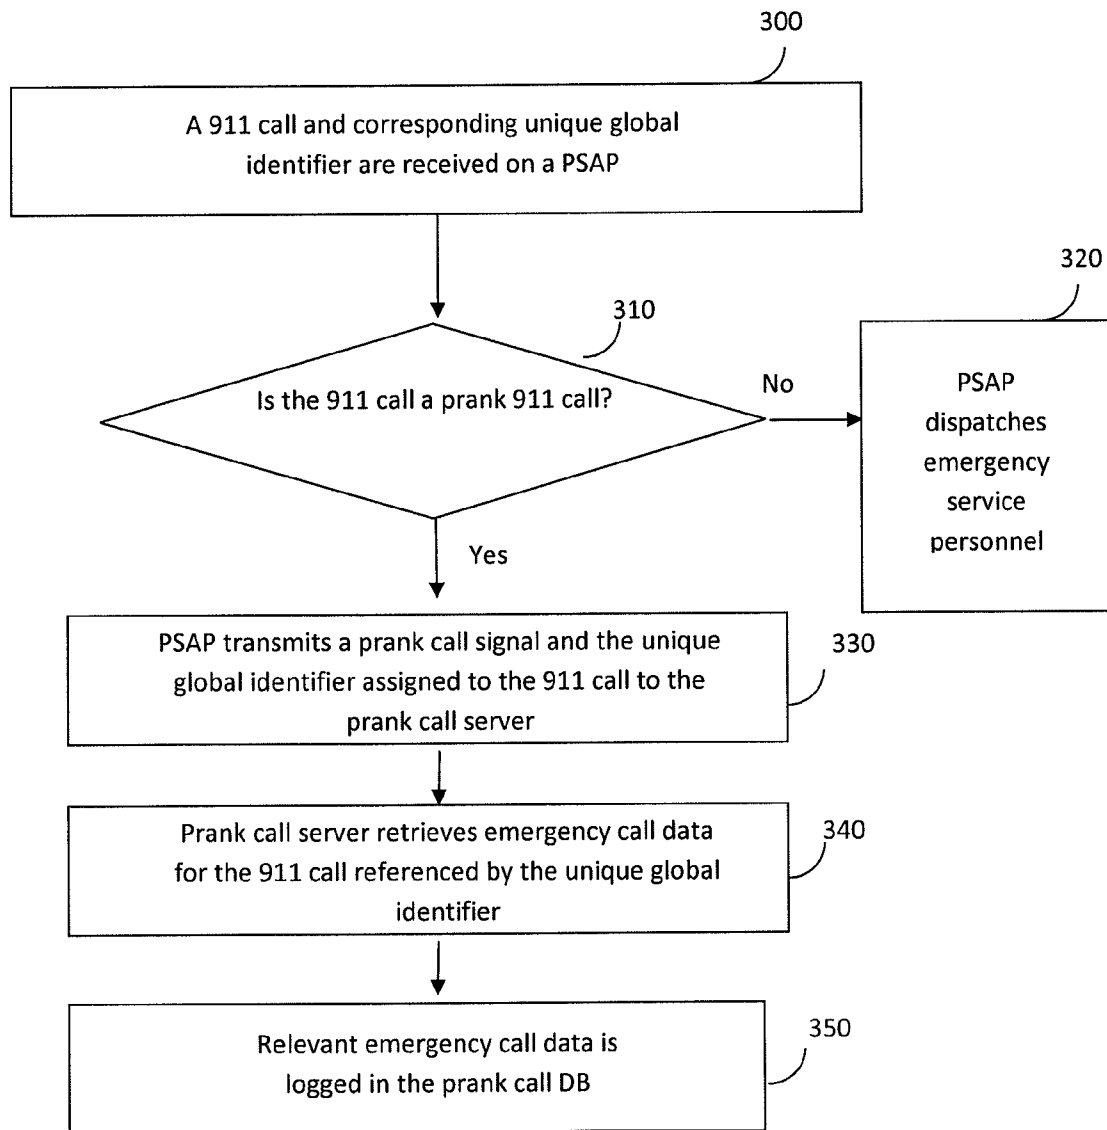 300
A 911 call and corresponding unique global
identifier are received on a PSAP
310
Is the 911 call a prank 911 call?
No
320
PSAP
dispatches
emergency
service
personnel
Yes
330
PSAP transmits a prank call signal and the unique
global identifier assigned to the 911 call to the
prank call server
340
Prank call server retrieves emergency call data
for the 911 call referenced by the unique global
identifier
350
Relevant emergency call data is
logged in the prank call DB